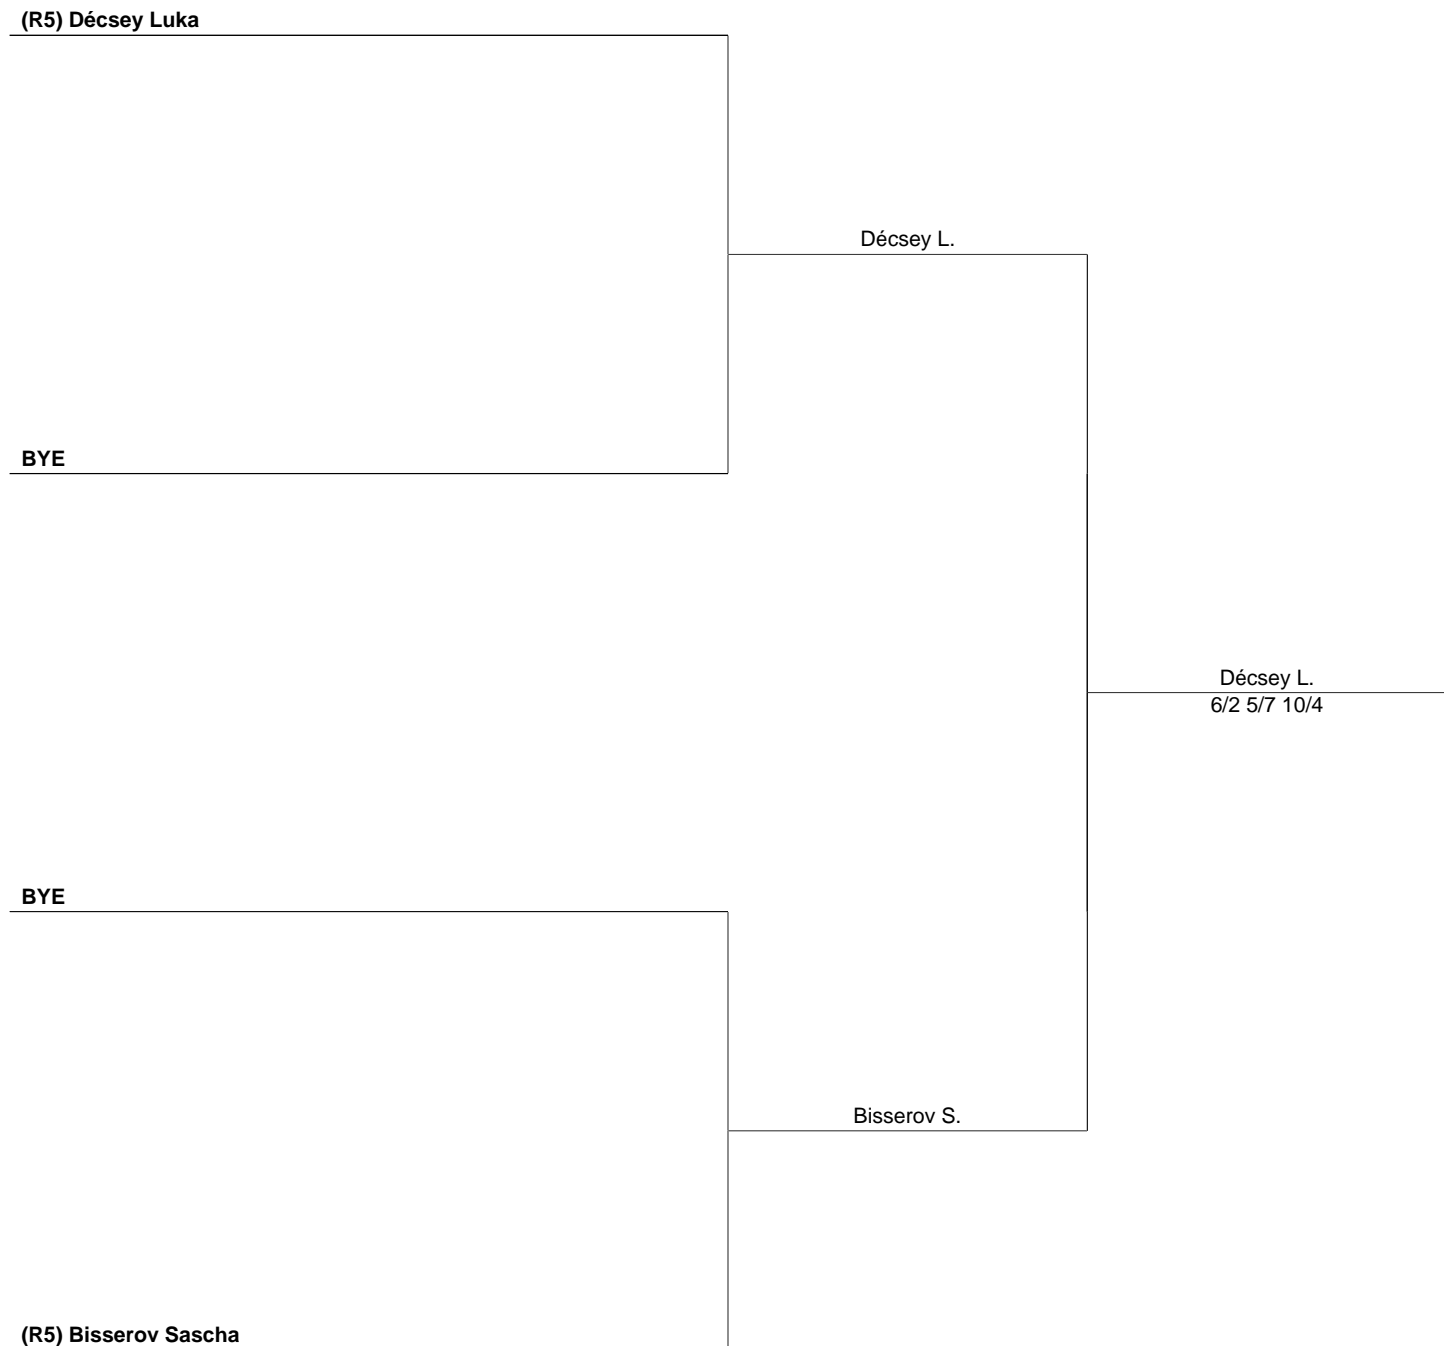 (R5) Décsey Luka
Décsey L.
BYE
Décsey L.
6/2 5/7 10/4
BYE
Bisserov S.
(R5) Bisserov Sascha